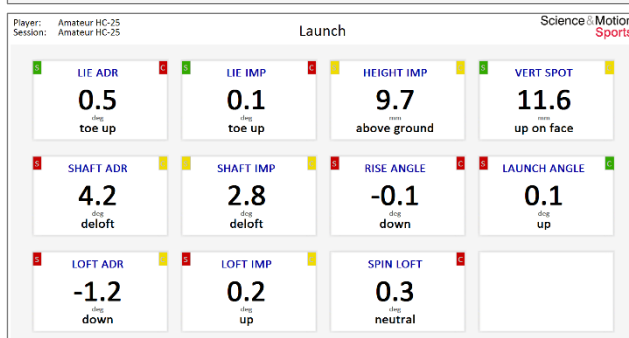 Player: Amateur HC-25
Session: Amateur HC-25
Launch
Science&Motion
Sports
S LIE ADR C
0.5
deg
toe up
S LIE IMP C
0.1
deg
toe up
HEIGHT IMP
9.7
mm
above ground
S VERT SPOT
11.6
mm
up on face
S SHAFT ADR
4.2
deg
deloft
SHAFT IMP
2.8
deg
deloft
S RISE ANGLE C
-0.1
deg
down
S LAUNCH ANGLE C
0.1
deg
up
S LOFT ADR
-1.2
deg
down
S LOFT IMP
0.2
deg
up
SPIN LOFT C
0.3
deg
neutral